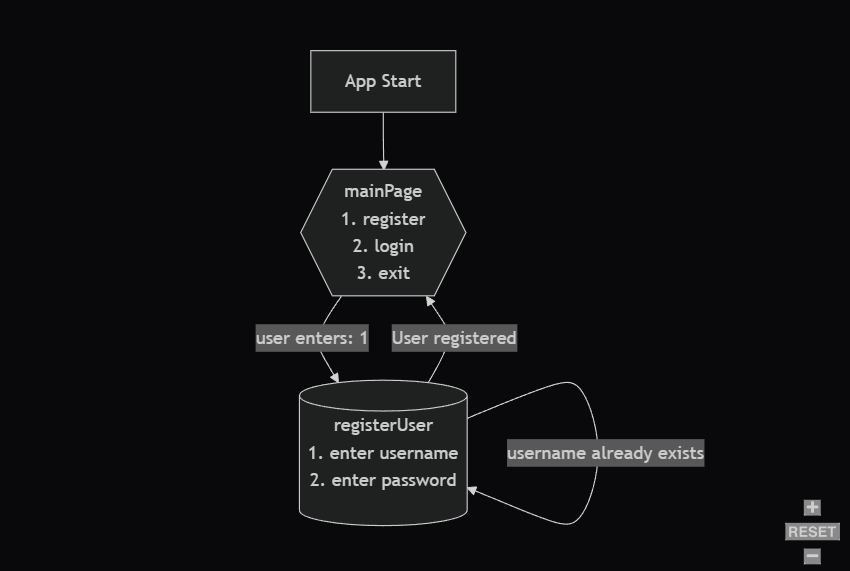 App Start
mainPage
1. register
2. login
3. exit
user enters: 1
User registered
registerUser
1. enter username
2. enter password
username already exists
+
RESET
−